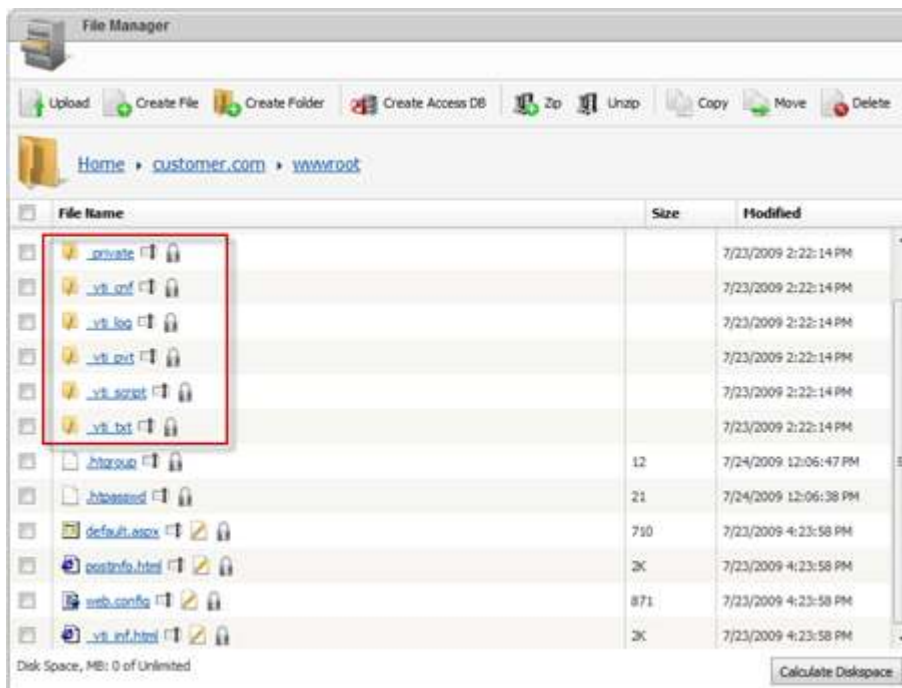 File Manager
Upload Create File Create Folder Create Access DB Zip Unzip Copy Move Delete
Home customer.com wwwroot
File Name Size Modified
_private 7/23/2009 2:22:14 PM
_vti_cnf 7/23/2009 2:22:14 PM
_vti_log 7/23/2009 2:22:14 PM
_vti_pvt 7/23/2009 2:22:14 PM
_vti_script 7/23/2009 2:22:14 PM
_vti_txt 7/23/2009 2:22:14 PM
.htgroup 12 7/24/2009 12:06:47 PM
.htpasswd 21 7/24/2009 12:06:38 PM
default.aspx 710 7/23/2009 4:23:58 PM
postinfo.html 2K 7/23/2009 4:23:58 PM
web.config 871 7/23/2009 4:23:58 PM
_vti_inf.html 2K 7/23/2009 4:23:58 PM
Disk Space, MB: 0 of Unlimited Calculate Diskspace